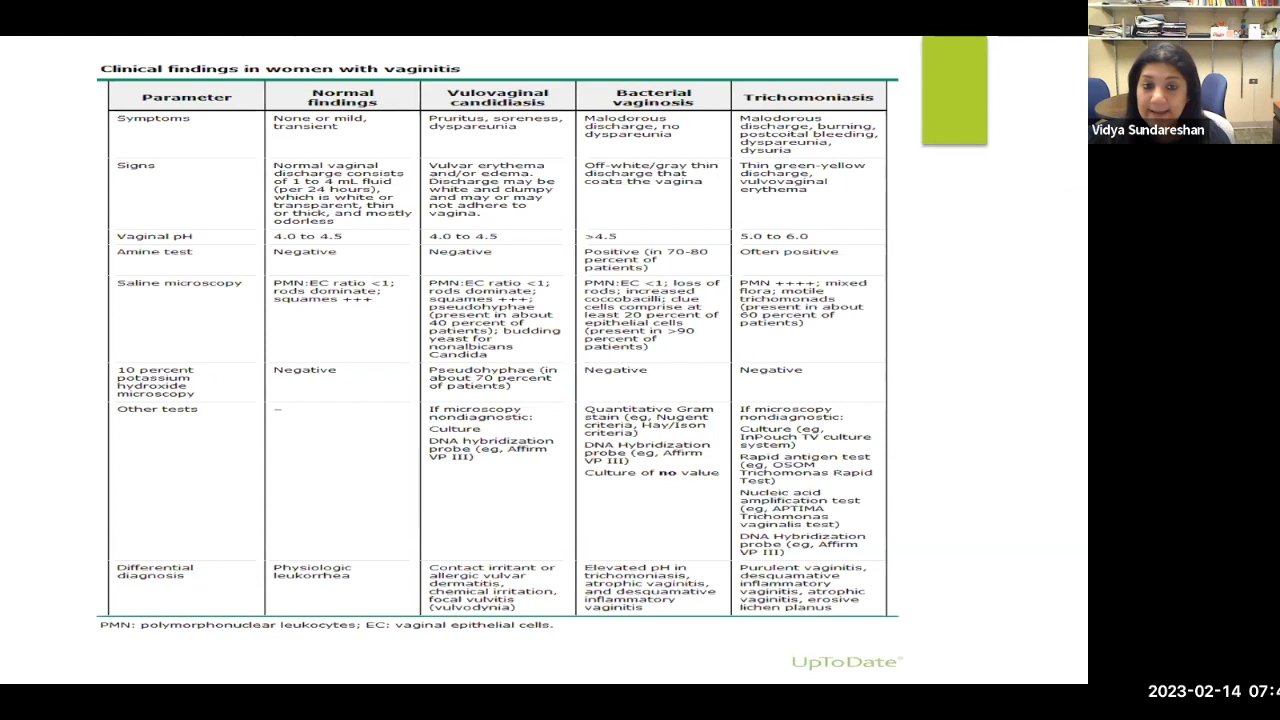 Clinical findings in women with vaginitis
Parameter
Normal
findings
Vulovaginal
candidiasis
Bacterial
vaginosis
Trichomoniasis
Symptoms
None or mild,
transient
Pruritus, soreness,
dyspareunia
Malodorous
discharge, no
dyspareunia
Malodorous
discharge, burning,
postcoital bleeding,
dyspareunia,
dysuria
Signs
Normal vaginal
discharge consists
of 1 to 4 mL fluid
(per 24 hours),
which is white or
transparent, thin
or thick, and mostly
odorless
Vulvar erythema
and/or edema.
Discharge may be
white and clumpy
and may or may
not adhere to
vagina.
Off-white/gray thin
discharge that
coats the vagina
Thin green-yellow
discharge,
vulvovaginal
erythema
Vaginal pH
4.0 to 4.5
4.0 to 4.5
>4.5
5.0 to 6.0
Amine test
Negative
Negative
Positive (in 70-80
percent of
patients)
Often positive
Saline microscopy
PMN:EC ratio <1;
rods dominate;
squames +++
PMN:EC ratio <1;
rods dominate;
squames +++;
pseudohyphae
(present in about
40 percent of
patients); budding
yeast for
nonalbicans
Candida
PMN:EC <1; loss of
rods; increased
coccobacilli; clue
cells comprise at
least 20 percent of
epithelial cells
(present in >90
percent of
patients)
PMN ++++; mixed
flora; motile
trichomonads
(present in about
60 percent of
patients)
10 percent
potassium
hydroxide
microscopy
Negative
Pseudohyphae (in
about 70 percent
of patients)
Negative
Negative
Other tests
–
If microscopy
nondiagnostic:
Culture
DNA hybridization
probe (eg, Affirm
VP III)
Quantitative Gram
stain (eg, Nugent
criteria, Hay/Ison
criteria)
DNA Hybridization
probe (eg, Affirm
VP III)
Culture of no value
If microscopy
nondiagnostic:
Culture (eg,
InPouch TV culture
system)
Rapid antigen test
(eg, OSOM
Trichomonas Rapid
Test)
Nucleic acid
amplification test
(eg, APTIMA
Trichomonas
vaginalis test)
DNA Hybridization
probe (eg, Affirm
VP III)
Differential
diagnosis
Physiologic
leukorrhea
Contact irritant or
allergic vulvar
dermatitis,
chemical irritation,
focal vulvitis
(vulvodynia)
Elevated pH in
trichomoniasis,
atrophic vaginitis,
and desquamative
inflammatory
vaginitis
Purulent vaginitis,
desquamative
inflammatory
vaginitis, atrophic
vaginitis, erosive
lichen planus
PMN: polymorphonuclear leukocytes; EC: vaginal epithelial cells.
UpToDate®
Vidya Sundareshan
2023-02-14 07:4